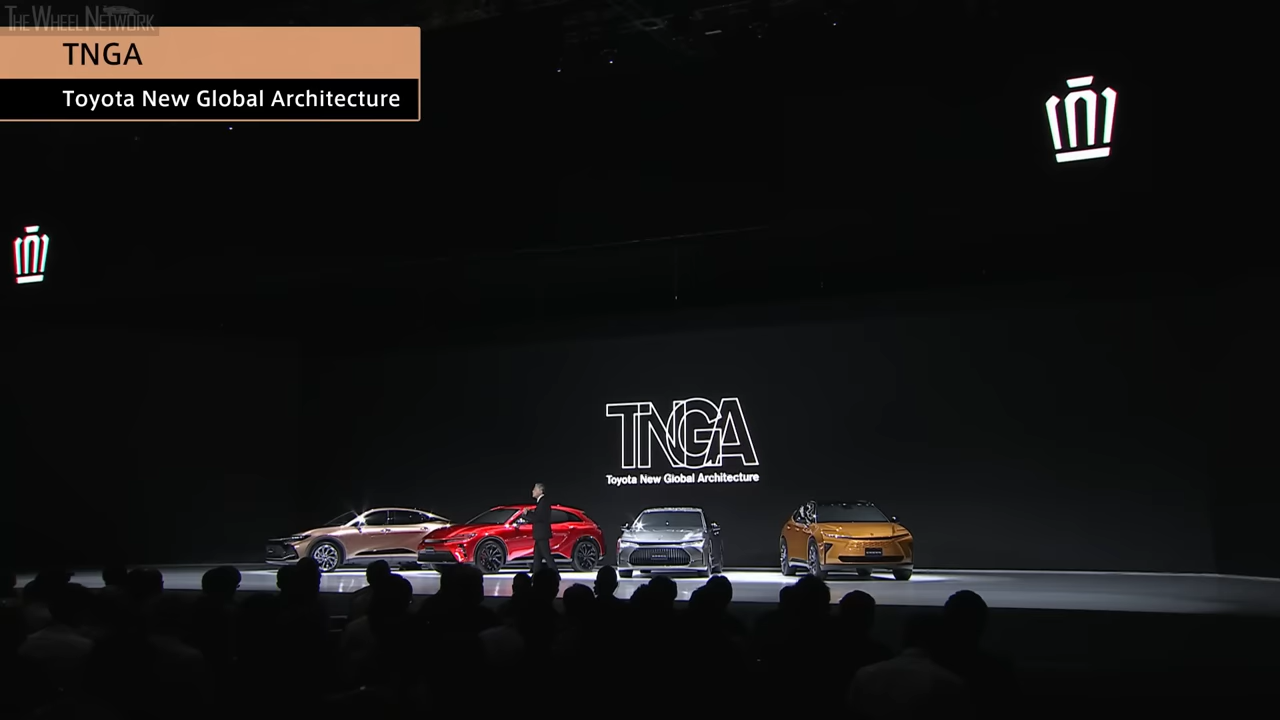 THE WHEEL NETWORK
TNGA
Toyota New Global Architecture
TNGA
Toyota New Global Architecture